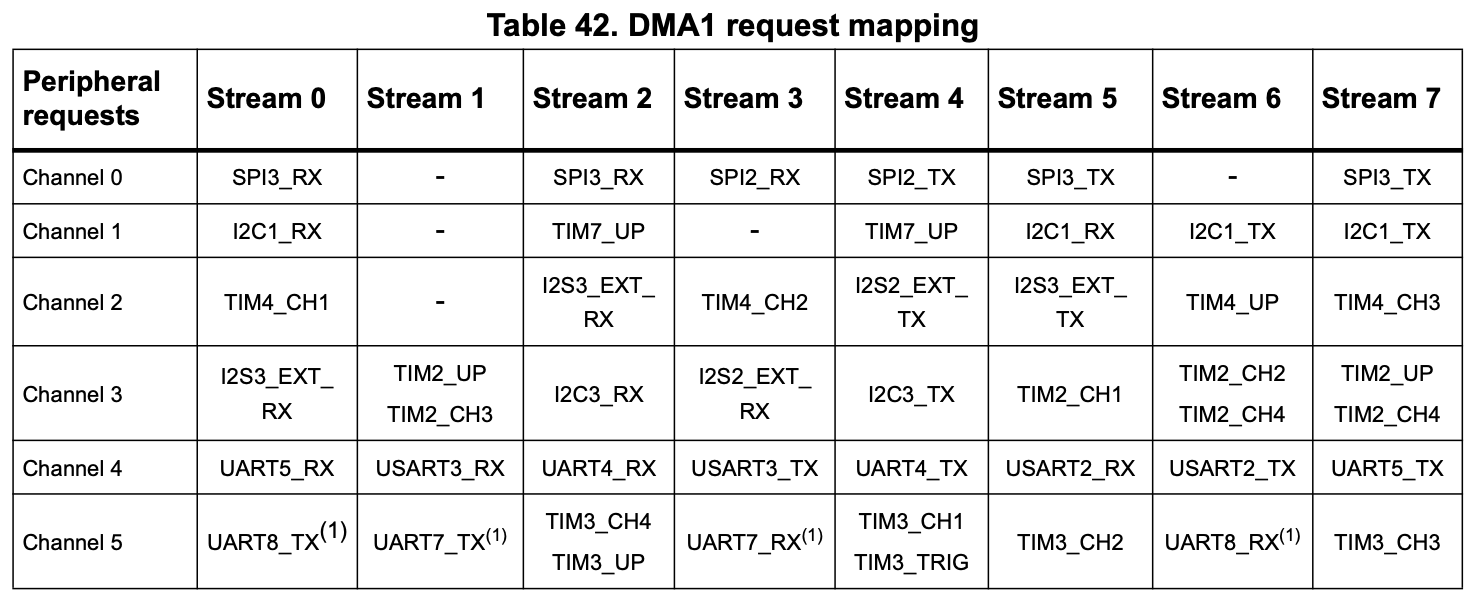 Table 42. DMA1 request mapping
Peripheral requests Stream 0 Stream 1 Stream 2 Stream 3 Stream 4 Stream 5 Stream 6 Stream 7
Channel 0 SPI3_RX - SPI3_RX SPI2_RX SPI2_TX SPI3_TX - SPI3_TX
Channel 1 I2C1_RX - TIM7_UP - TIM7_UP I2C1_RX I2C1_TX I2C1_TX
Channel 2 TIM4_CH1 - I2S3_EXT_RX TIM4_CH2 I2S2_EXT_TX I2S3_EXT_TX TIM4_UP TIM4_CH3
Channel 3 I2S3_EXT_RX TIM2_UP TIM2_CH3 I2C3_RX I2S2_EXT_RX I2C3_TX TIM2_CH1 TIM2_CH2 TIM2_CH4 TIM2_UP TIM2_CH4
Channel 4 UART5_RX USART3_RX UART4_RX USART3_TX UART4_TX USART2_RX USART2_TX UART5_TX
Channel 5 UART8_TX(1) UART7_TX(1) TIM3_CH4 TIM3_UP UART7_RX(1) TIM3_CH1 TIM3_TRIG TIM3_CH2 UART8_RX(1) TIM3_CH3